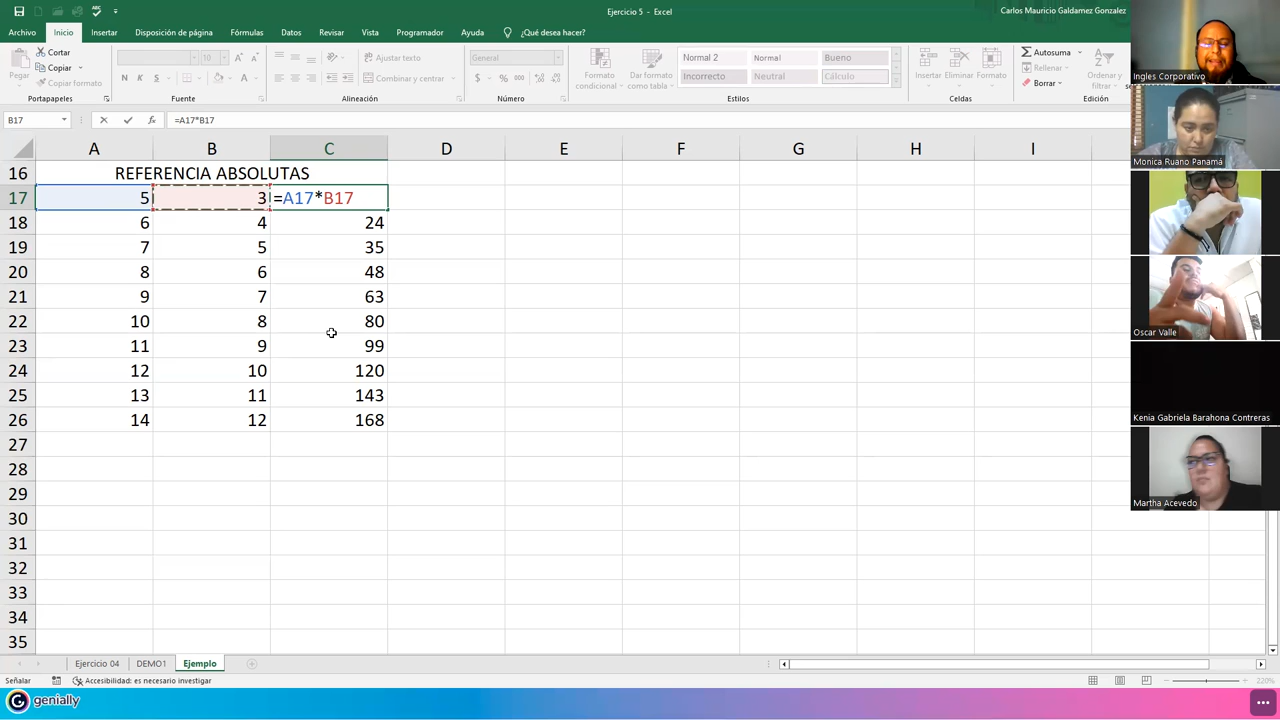 Ejercicio 5 - Excel
Carlos Mauricio Galdamez Gonzalez
Archivo Inicio Insertar Disposición de página Fórmulas Datos Revisar Vista Programador Ayuda ¿Qué desea hacer?
Pegar
Cortar
Copiar
Copiar formato
Portapapeles
10
N K S
Fuente
Ajustar texto
Combinar y centrar
Alineación
General
$ % 000
Número
Formato condicional
Dar formato como tabla
Normal 2 Normal Bueno
Incorrecto Neutral Cálculo
Estilos
Insertar Eliminar Formato
Celdas
Autosuma
Rellenar
Borrar
Ordenar y filtrar
Edición
B17 fx =A17*B17
A B C D E F G H I
16 REFERENCIA ABSOLUTAS
17 5 3 =A17*B17
18 6 4 24
19 7 5 35
20 8 6 48
21 9 7 63
22 10 8 80
23 11 9 99
24 12 10 120
25 13 11 143
26 14 12 168
27
28
29
30
31
32
33
34
35
Ingles Corporativo
Monica Ruano Panamá
Oscar Valle
Kenia Gabriela Barahona Contreras
Martha Acevedo
Ejercicio 04 DEMO1 Ejemplo
Señalar Accesibilidad: es necesario investigar 220%
genially